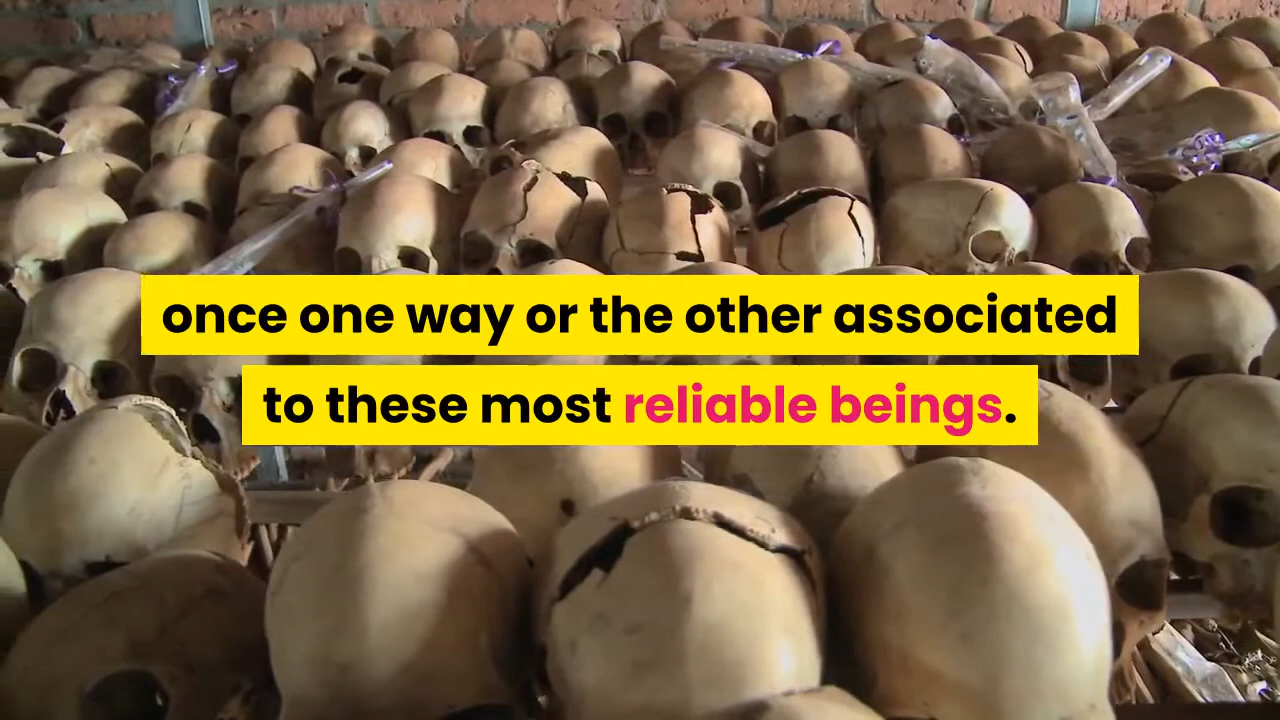 once one way or the other associated
to these most reliable beings.